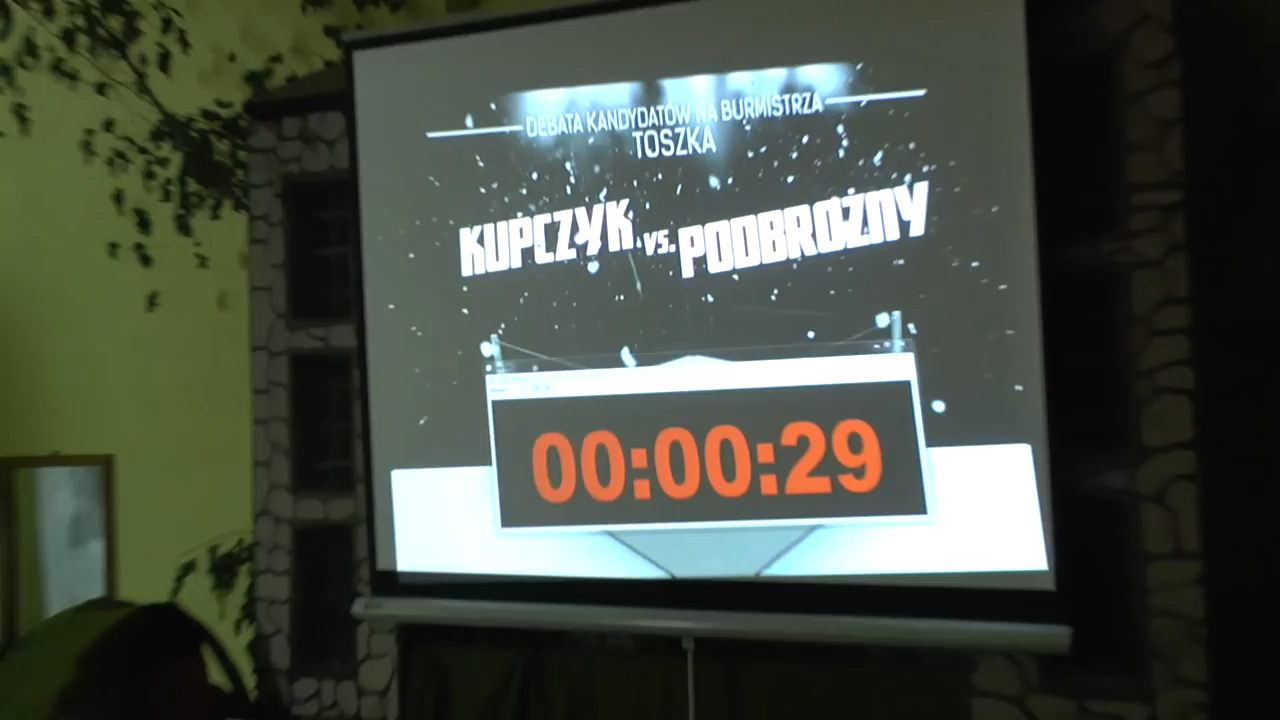 DEBATA KANDYDATÓW NA BURMISTRZA
TOSZKA
KUPCZYK vs. PODBROŻNY
00:00:29